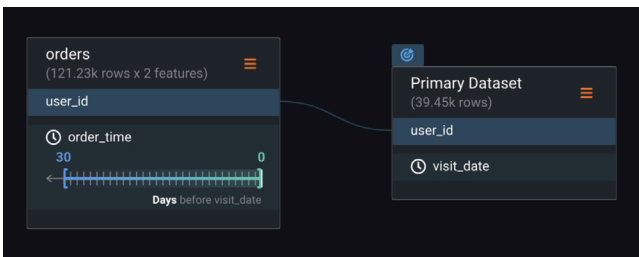 orders
(121.23k rows x 2 features)
user_id
order_time
30 0
Days before visit_date
Primary Dataset
(39.45k rows)
user_id
visit_date